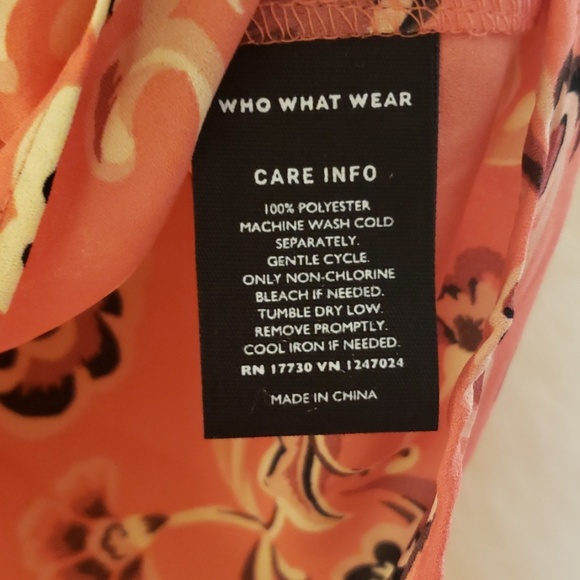 WHO WHAT WEAR
CARE INFO
100% POLYESTER
MACHINE WASH COLD
SEPARATELY.
GENTLE CYCLE.
ONLY NON-CHLORINE
BLEACH IF NEEDED.
TUMBLE DRY LOW.
REMOVE PROMPTLY.
COOL IRON IF NEEDED.
RN 17730 VN 1247024
MADE IN CHINA